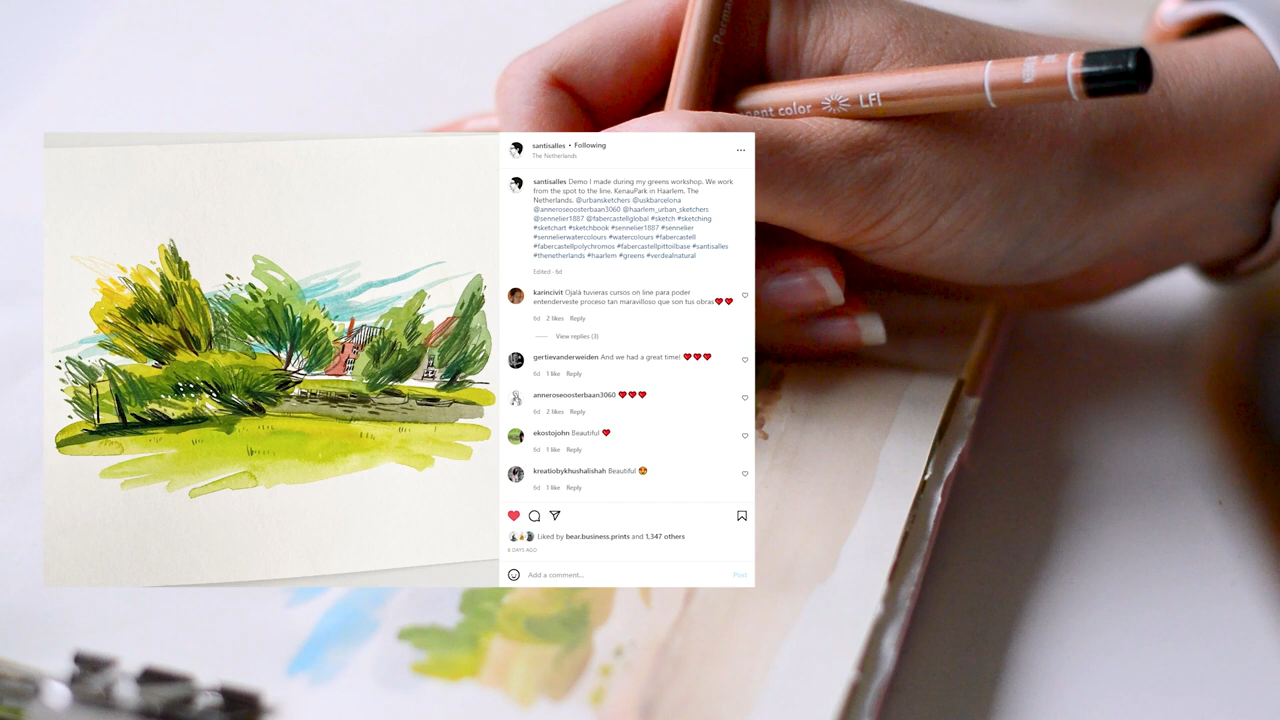 Perma
nent color LFI
santisalles • Following
The Netherlands
santisalles Demo I made during my greens workshop. We work
from the spot to the line. KenauPark in Haarlem. The
Netherlands. @urbansketchers @uskbarcelona
@anneroseoosterbaan3060 @haarlem_urban_sketchers
@sennelier1887 @fabercastellglobal #sketch #sketching
#sketchart #sketchbook #sennelier1887 #sennelier
#sennelierwatercolours #watercolours #fabercastell
#fabercastellpolychromos #fabercastellpittoilbase #santisalles
#thenetherlands #haarlem #greens #verdealnatural
Edited · 6d
karincivit Ojalá tuvieras cursos on line para poder
entenderveste proceso tan maravilloso que son tus obras❤️❤️
6d 2 likes Reply
View replies (3)
gertievanderweiden And we had a great time! ❤️❤️❤️
6d 1 like Reply
anneroseoosterbaan3060 ❤️❤️❤️
6d 2 likes Reply
ekostojohn Beautiful ❤️
6d 1 like Reply
kreatiobykhushalishah Beautiful 😍
6d 1 like Reply
Liked by bear.business.prints and 1,347 others
6 DAYS AGO
Add a comment... Post